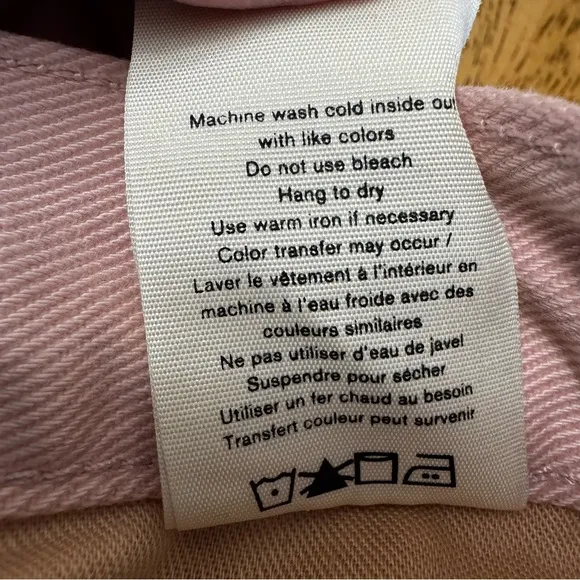 Machine wash cold inside ou
with like colors
Do not use bleach
Hang to dry
Use warm iron if necessary
Color transfer may occur /
Laver le vêtement à l'intérieur en
machine à l'eau froide avec des
couleurs similaires
Ne pas utiliser d'eau de javel
Suspendre pour sécher
Utiliser un fer chaud au besoin
Transfert couleur peut survenir